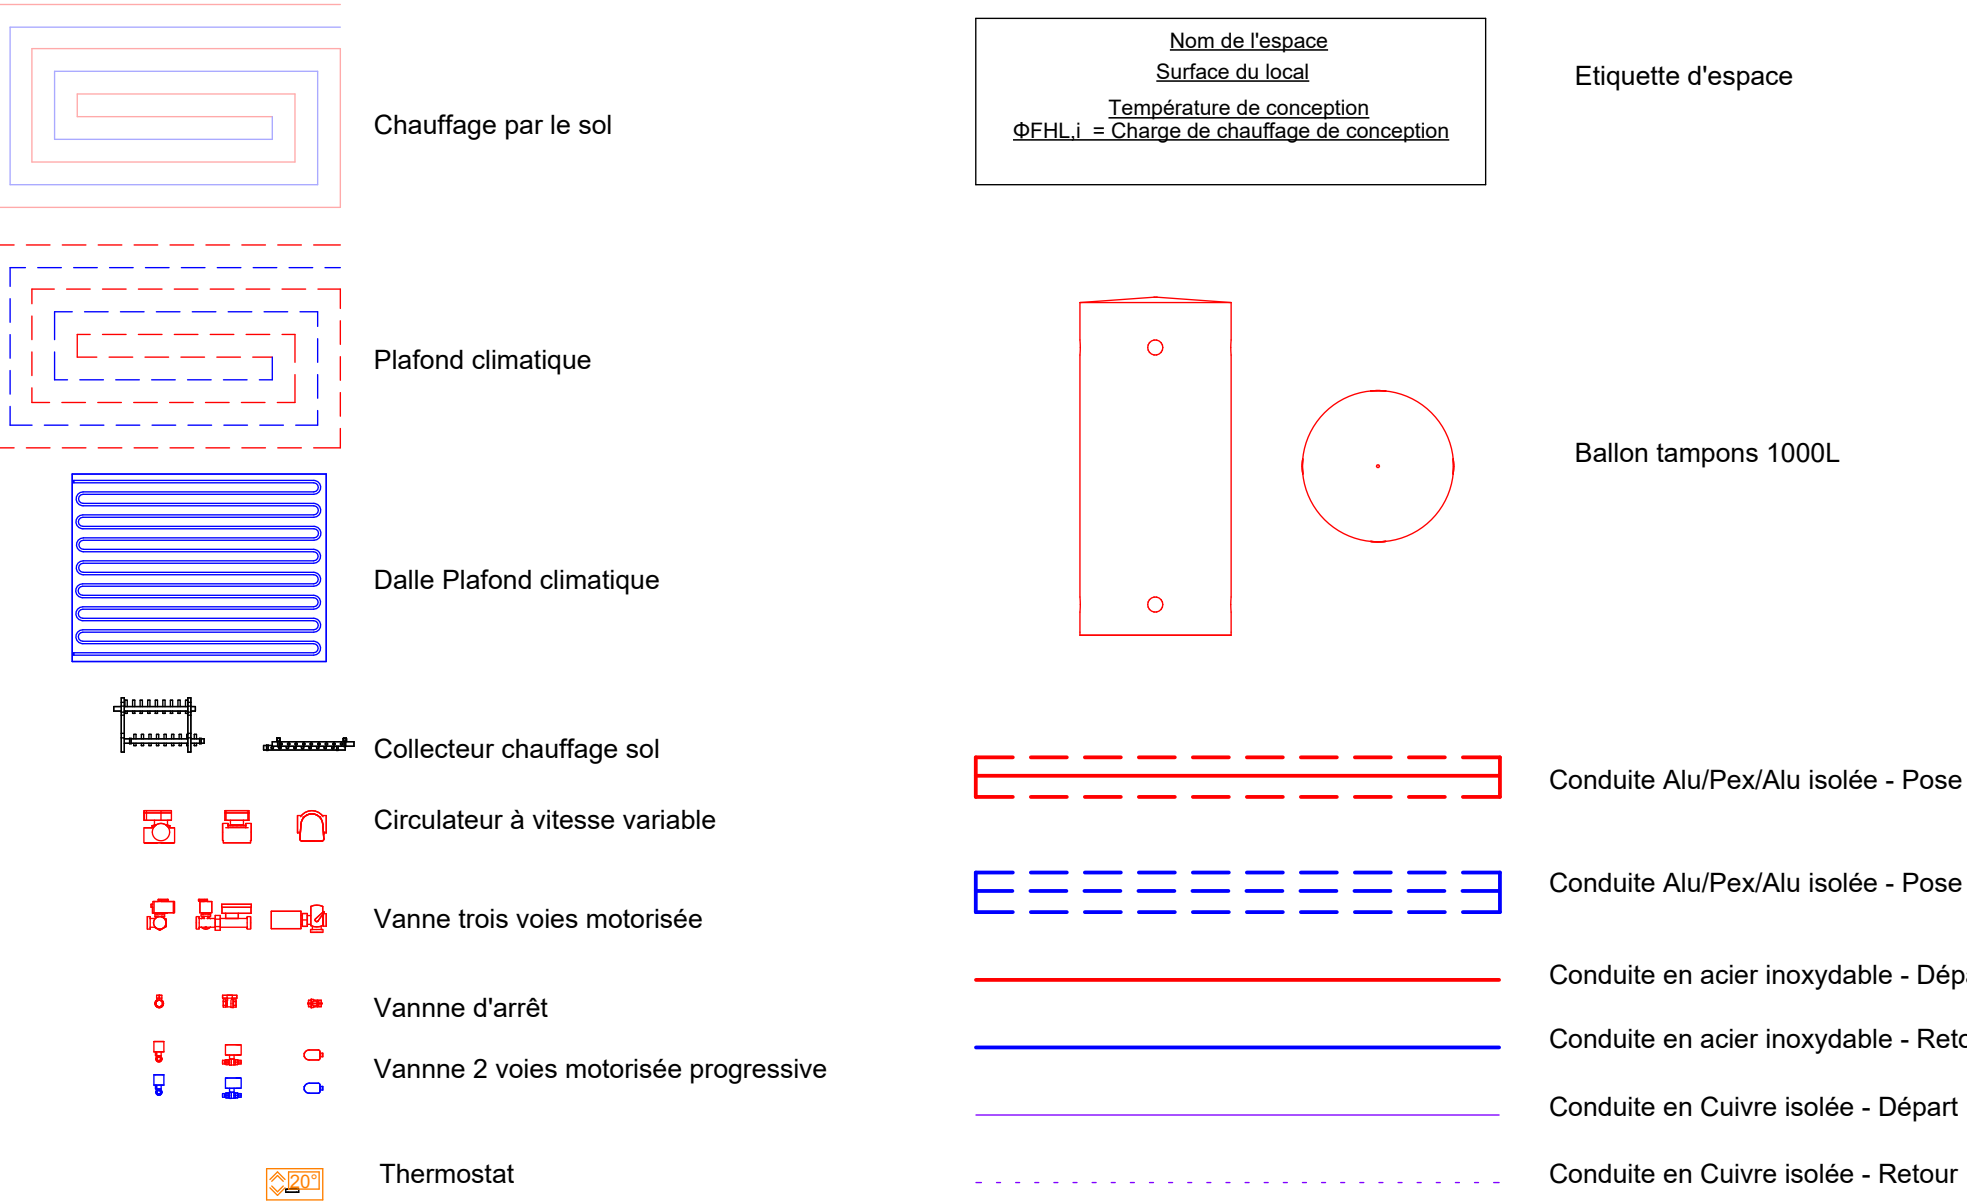 Chauffage par le sol
Plafond climatique
Dalle Plafond climatique
Collecteur chauffage sol
Circulateur à vitesse variable
Vanne trois voies motorisée
Vannne d'arrêt
Vannne 2 voies motorisée progressive
20°
Thermostat
Nom de l'espace
Surface du local
Température de conception
ΦFHL,i = Charge de chauffage de conception
Etiquette d'espace
Ballon tampons 1000L
Conduite Alu/Pex/Alu isolée - Pose
Conduite Alu/Pex/Alu isolée - Pose
Conduite en acier inoxydable - Dép
Conduite en acier inoxydable - Reto
Conduite en Cuivre isolée - Départ
Conduite en Cuivre isolée - Retour